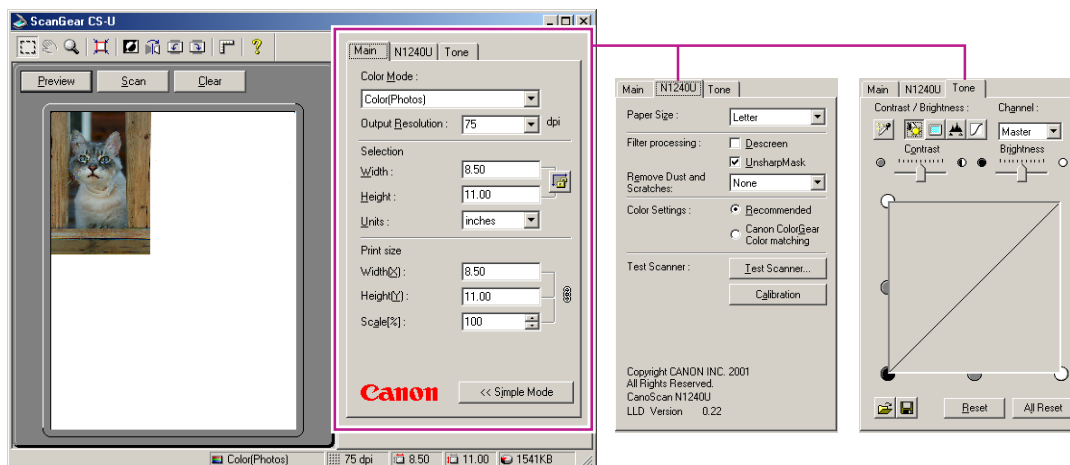 ScanGear CS-U
Preview Scan Clear
Main N1240U Tone
Color Mode :
Color(Photos)
Output Resolution : 75 dpi
Selection
Width : 8.50
Height : 11.00
Units : inches
Print size
Width(X) : 8.50
Height(Y) : 11.00
Scale[%] : 100
Canon << Simple Mode
Color(Photos) 75 dpi 8.50 11.00 1541KB
Main N1240U Tone
Paper Size : Letter
Filter processing : Descreen
UnsharpMask
Remove Dust and
Scratches: None
Color Settings : Recommended
Canon ColorGear
Color matching
Test Scanner : Test Scanner...
Calibration
Copyright CANON INC. 2001
All Rights Reserved.
CanoScan N1240U
LLD Version 0.22
Main N1240U Tone
Contrast / Brightness : Channel :
Master
Contrast Brightness
Reset All Reset